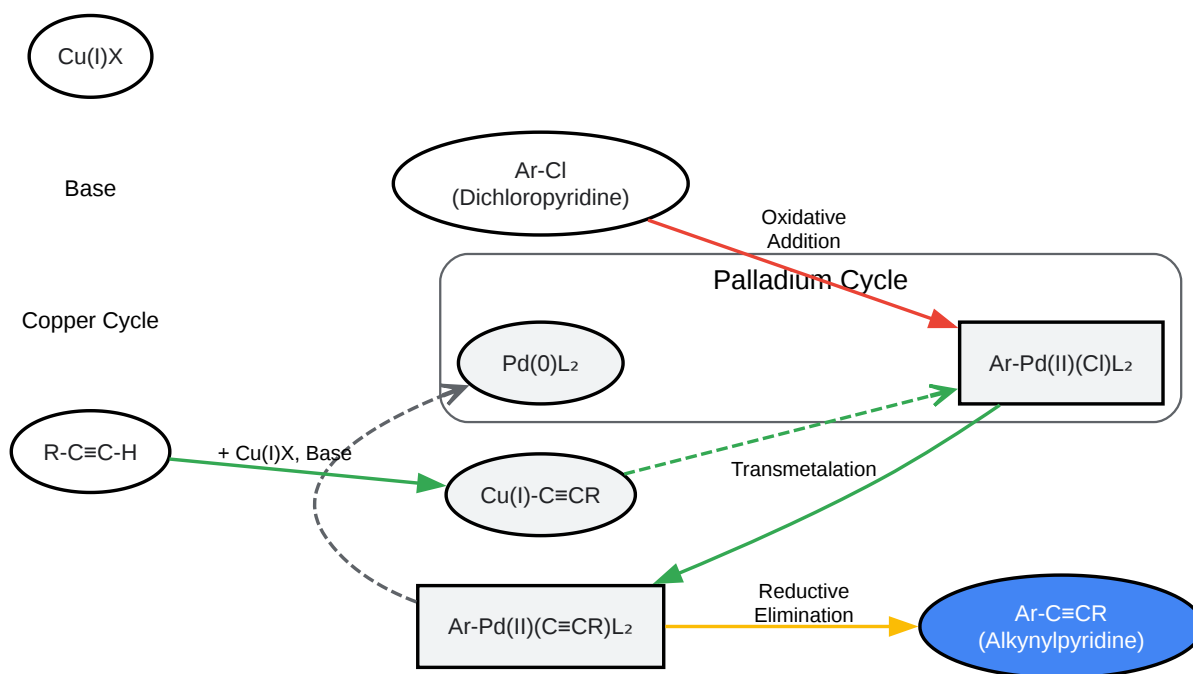 Cu(I)X
Base
Ar-Cl
(Dichloropyridine)
Oxidative
Addition
Palladium Cycle
Copper Cycle
Pd(0)L₂
Ar-Pd(II)(Cl)L₂
R-C≡C-H
+ Cu(I)X, Base
Cu(I)-C≡CR
Transmetalation
Ar-Pd(II)(C≡CR)L₂
Reductive
Elimination
Ar-C≡CR
(Alkynylpyridine)